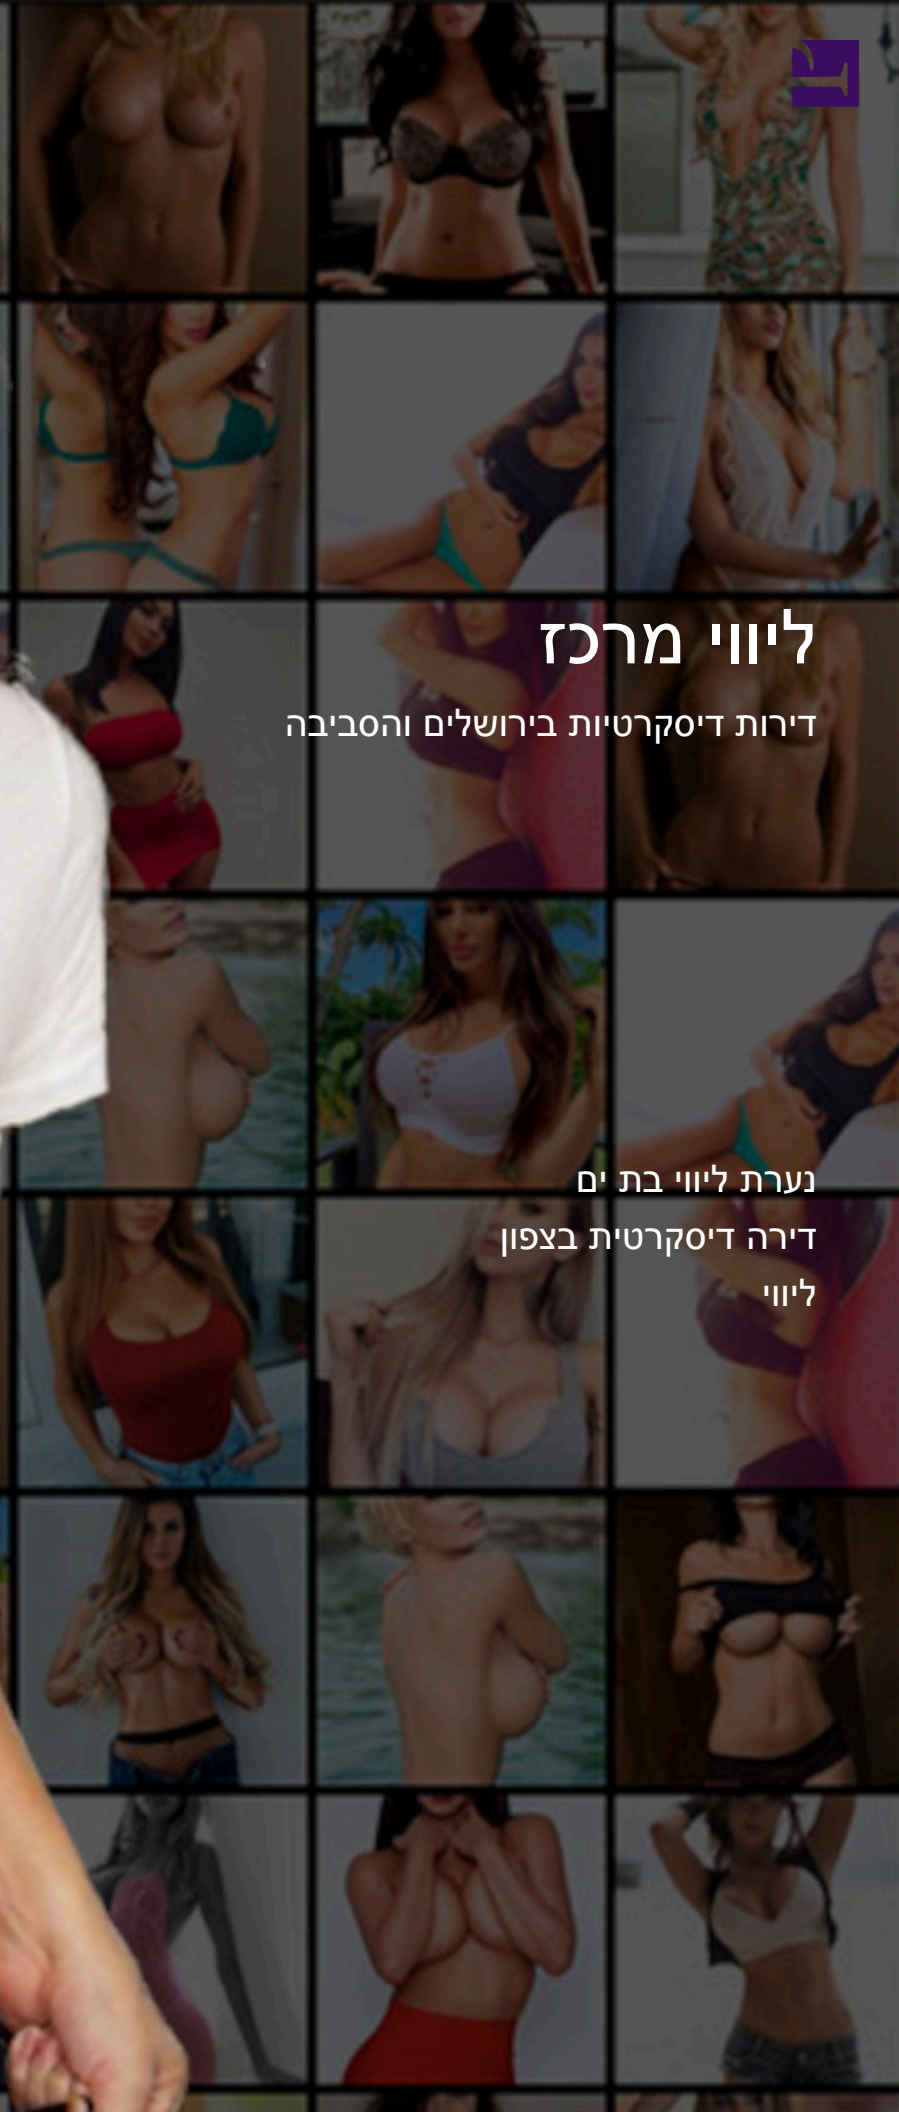 ליווי מרכז
דירות דיסקרטיות בירושלים והסביבה
נערת ליווי בת ים
דירה דיסקרטית בצפון
ליווי